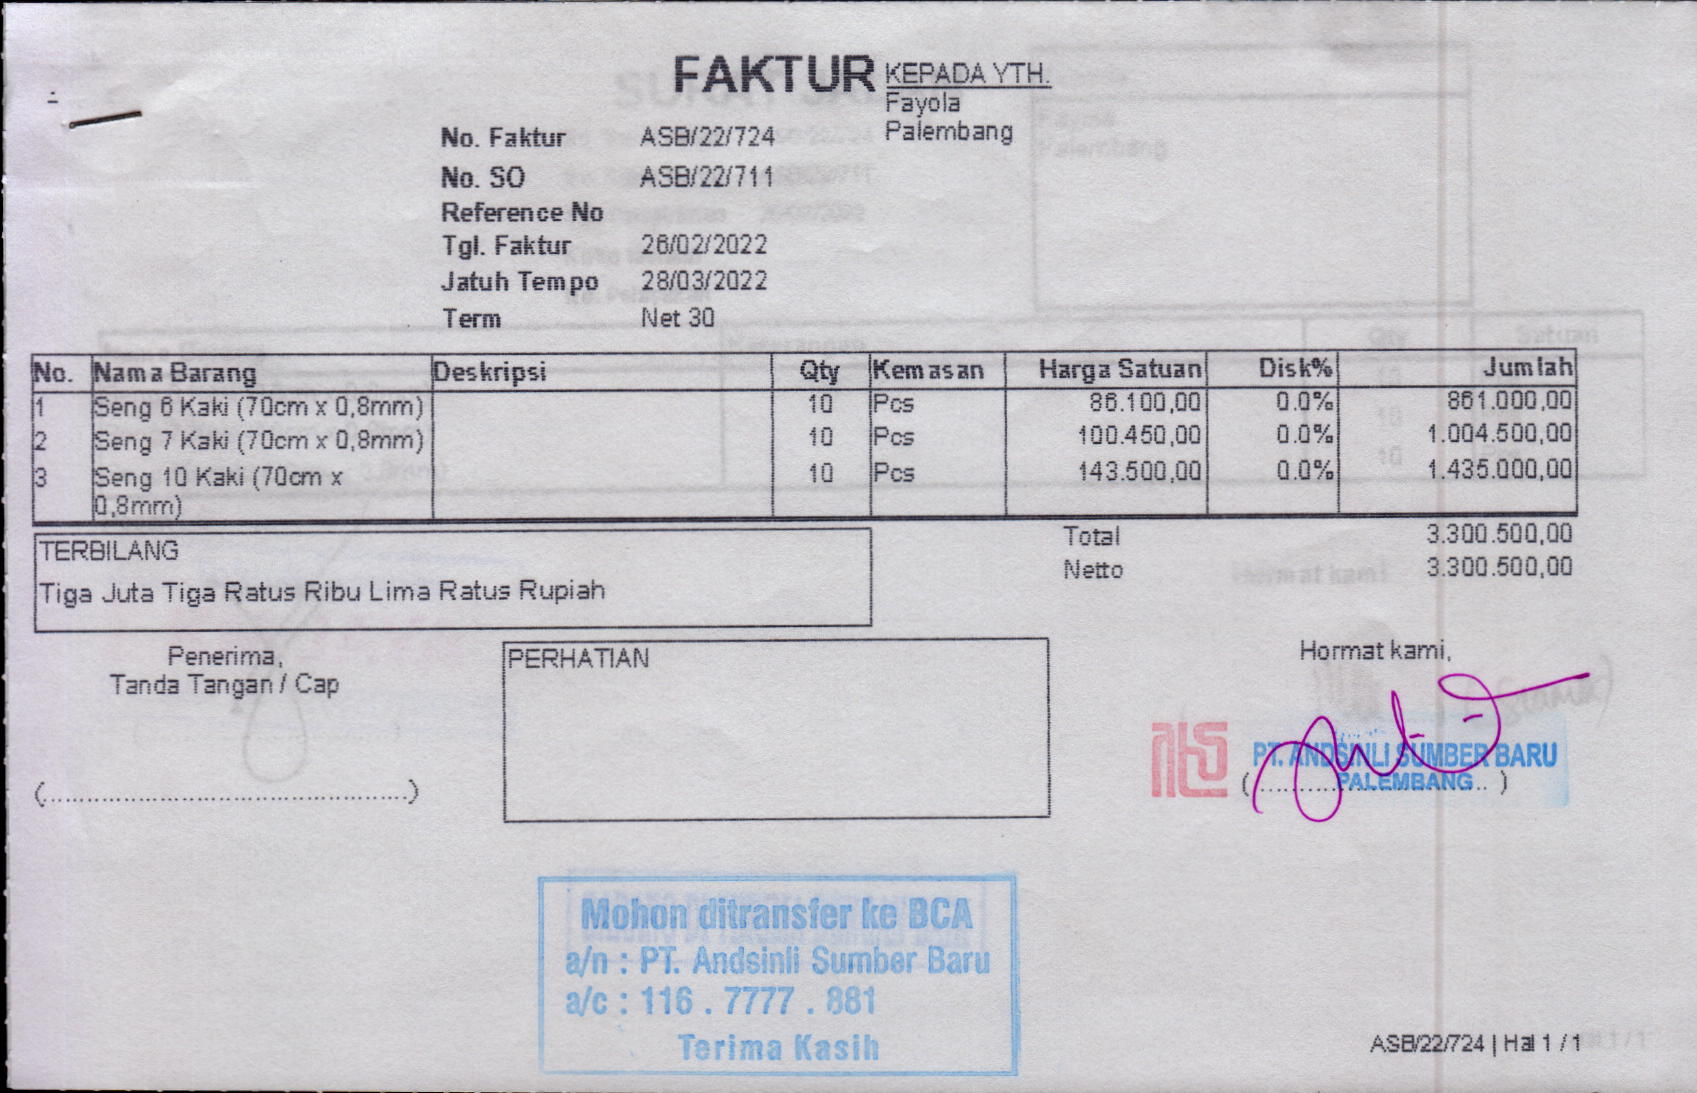 FAKTUR
KEPADA YTH.
Fayola
Palembang
No. Faktur ASB/22/724
No. SO ASB/22/711
Reference No
Tgl. Faktur 26/02/2022
Jatuh Tempo 28/03/2022
Term Net 30
No. Nama Barang Deskripsi Qty Kemasan Harga Satuan Disk% Jumlah
1 Seng 6 Kaki (70cm x 0,8mm) 10 Pcs 86.100,00 0.0% 861.000,00
2 Seng 7 Kaki (70cm x 0,8mm) 10 Pcs 100.450,00 0.0% 1.004.500,00
3 Seng 10 Kaki (70cm x 10 Pcs 143.500,00 0.0% 1.435.000,00
0,8mm)
Total 3.300.500,00
Netto 3.300.500,00
TERBILANG
Tiga Juta Tiga Ratus Ribu Lima Ratus Rupiah
Penerima,
Tanda Tangan / Cap
(............................................)
PERHATIAN
Hormat kami,
PT. ANDSINLI SUMBER BARU
PALEMBANG
Mohon ditransfer ke BCA
a/n : PT. Andsinli Sumber Baru
a/c : 116 . 7777 . 881
Terima Kasih
ASB/22/724 | Hal 1 / 1